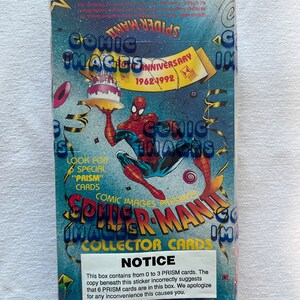 SPIDER-MAN II
COMIC
IMAGES
ANNIVERSARY
1962-1992
COMIC
IMAGES
LOOK FOR
6 SPECIAL
"PRISM"
CARDS
COMIC IMAGES PRESENTS
SPIDER-MAN II
COLLECTOR CARDS
NOTICE
This box contains from 0 to 3 PRISM cards. The
copy beneath this sticker incorrectly suggests
that 6 PRISM cards are in this box. We apologize
for any inconvenience this causes you.